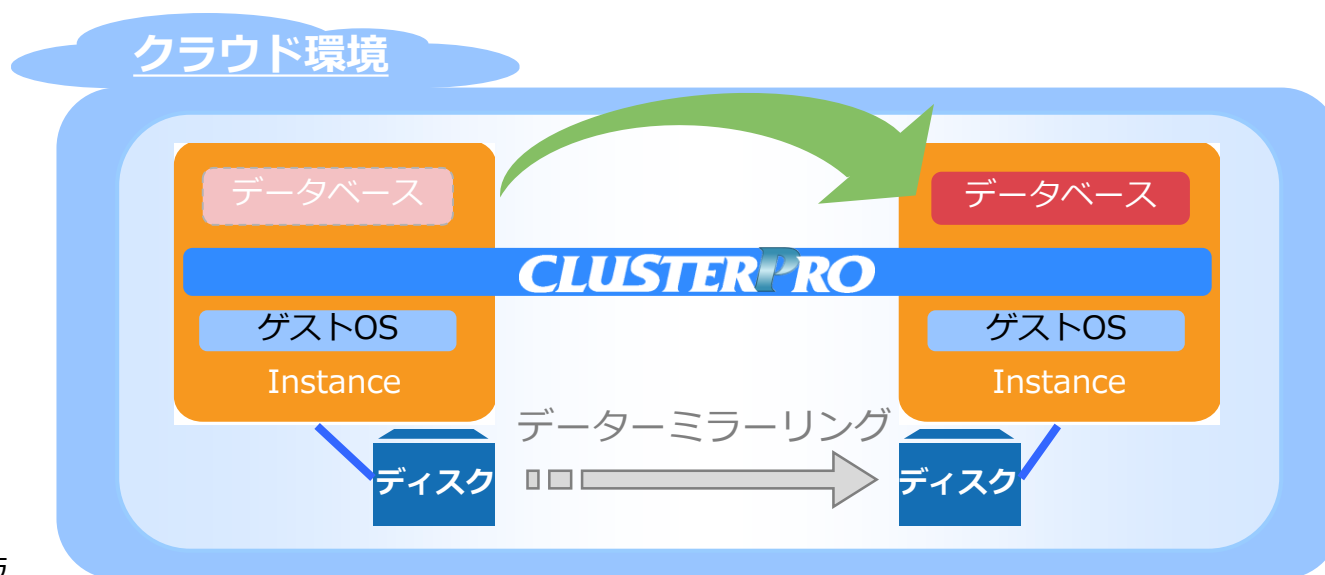 クラウド環境
データベース
データベース
CLUSTERPRO
ゲストOS
ゲストOS
Instance
Instance
データーミラーリング
ディスク
ディスク